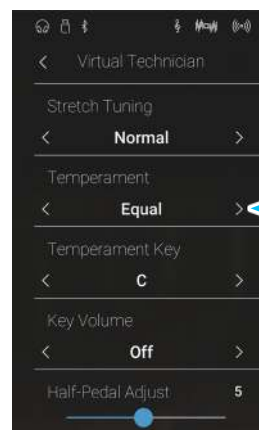 < Virtual Technician
Stretch Tuning
< Normal >
Temperament
< Equal >
Temperament Key
< C >
Key Volume
< Off >
Half-Pedal Adjust 5